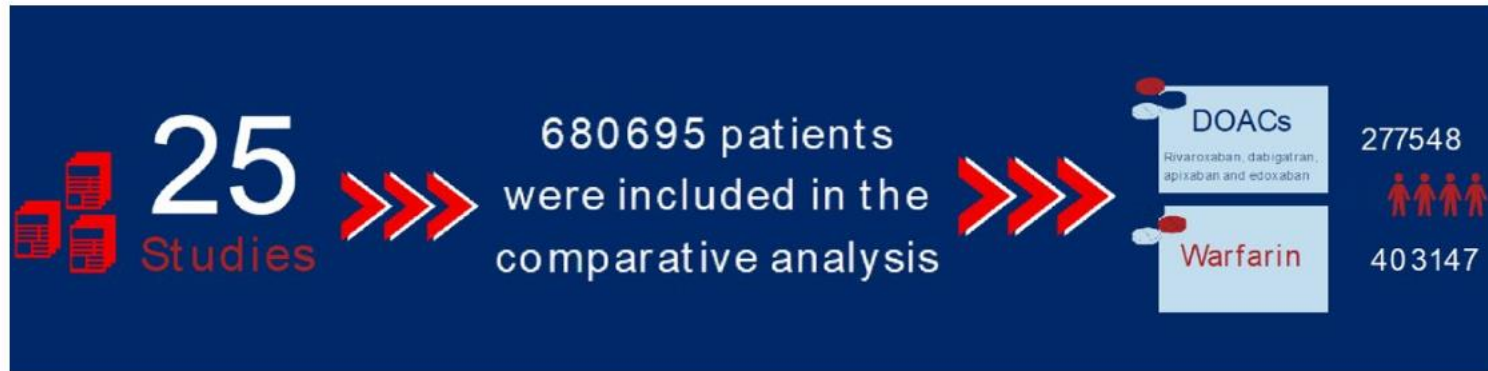 25
Studies
680695 patients
were included in the
comparative analysis
DOACs
Rivaroxaban, dabigatran,
apixaban and edoxaban
277548
Warfarin
403147